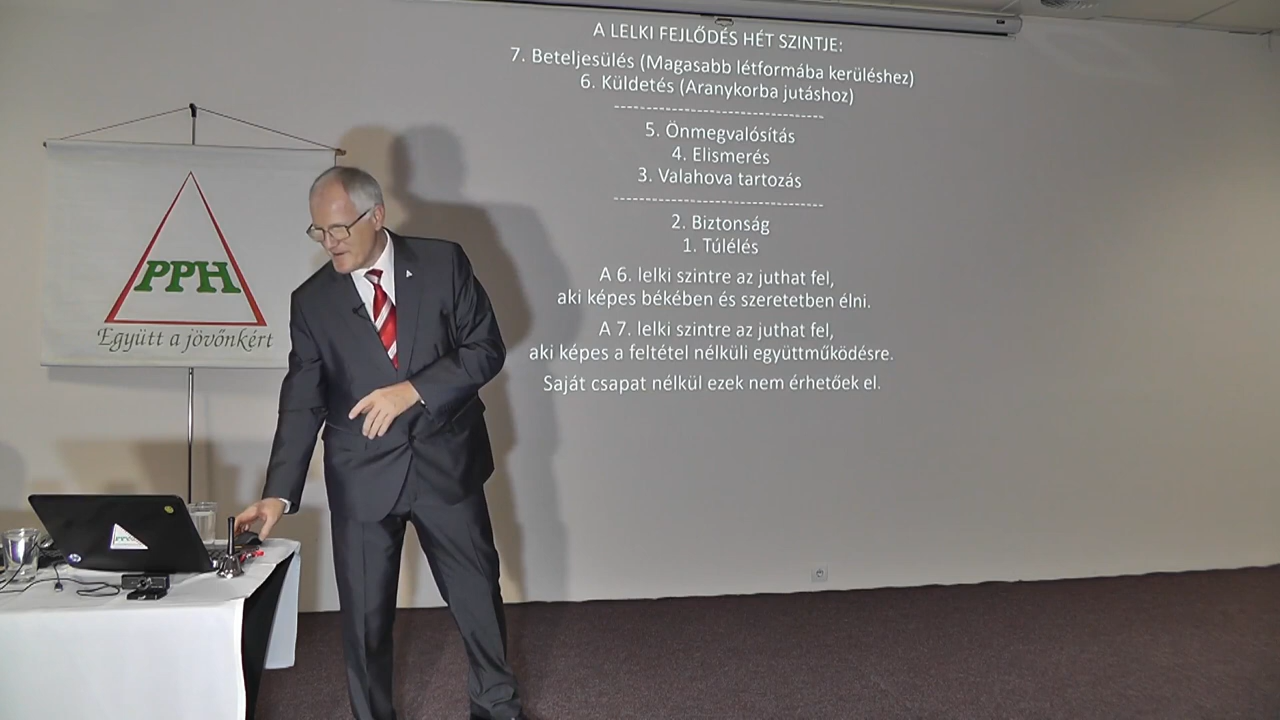 A LELKI FEJLŐDÉS HÉT SZINTJE:
7. Beteljesülés (Magasabb létformába kerüléshez)
6. Küldetés (Aranykorba jutáshoz)
------------------------------
5. Önmegvalósítás
4. Elismerés
3. Valahova tartozás
------------------------------
2. Biztonság
1. Túlélés
A 6. lelki szintre az juthat fel,
aki képes békében és szeretetben élni.
A 7. lelki szintre az juthat fel,
aki képes a feltétel nélküli együttműködésre.
Saját csapat nélkül ezek nem érhetőek el.
PPH
Együtt a jövőnkért